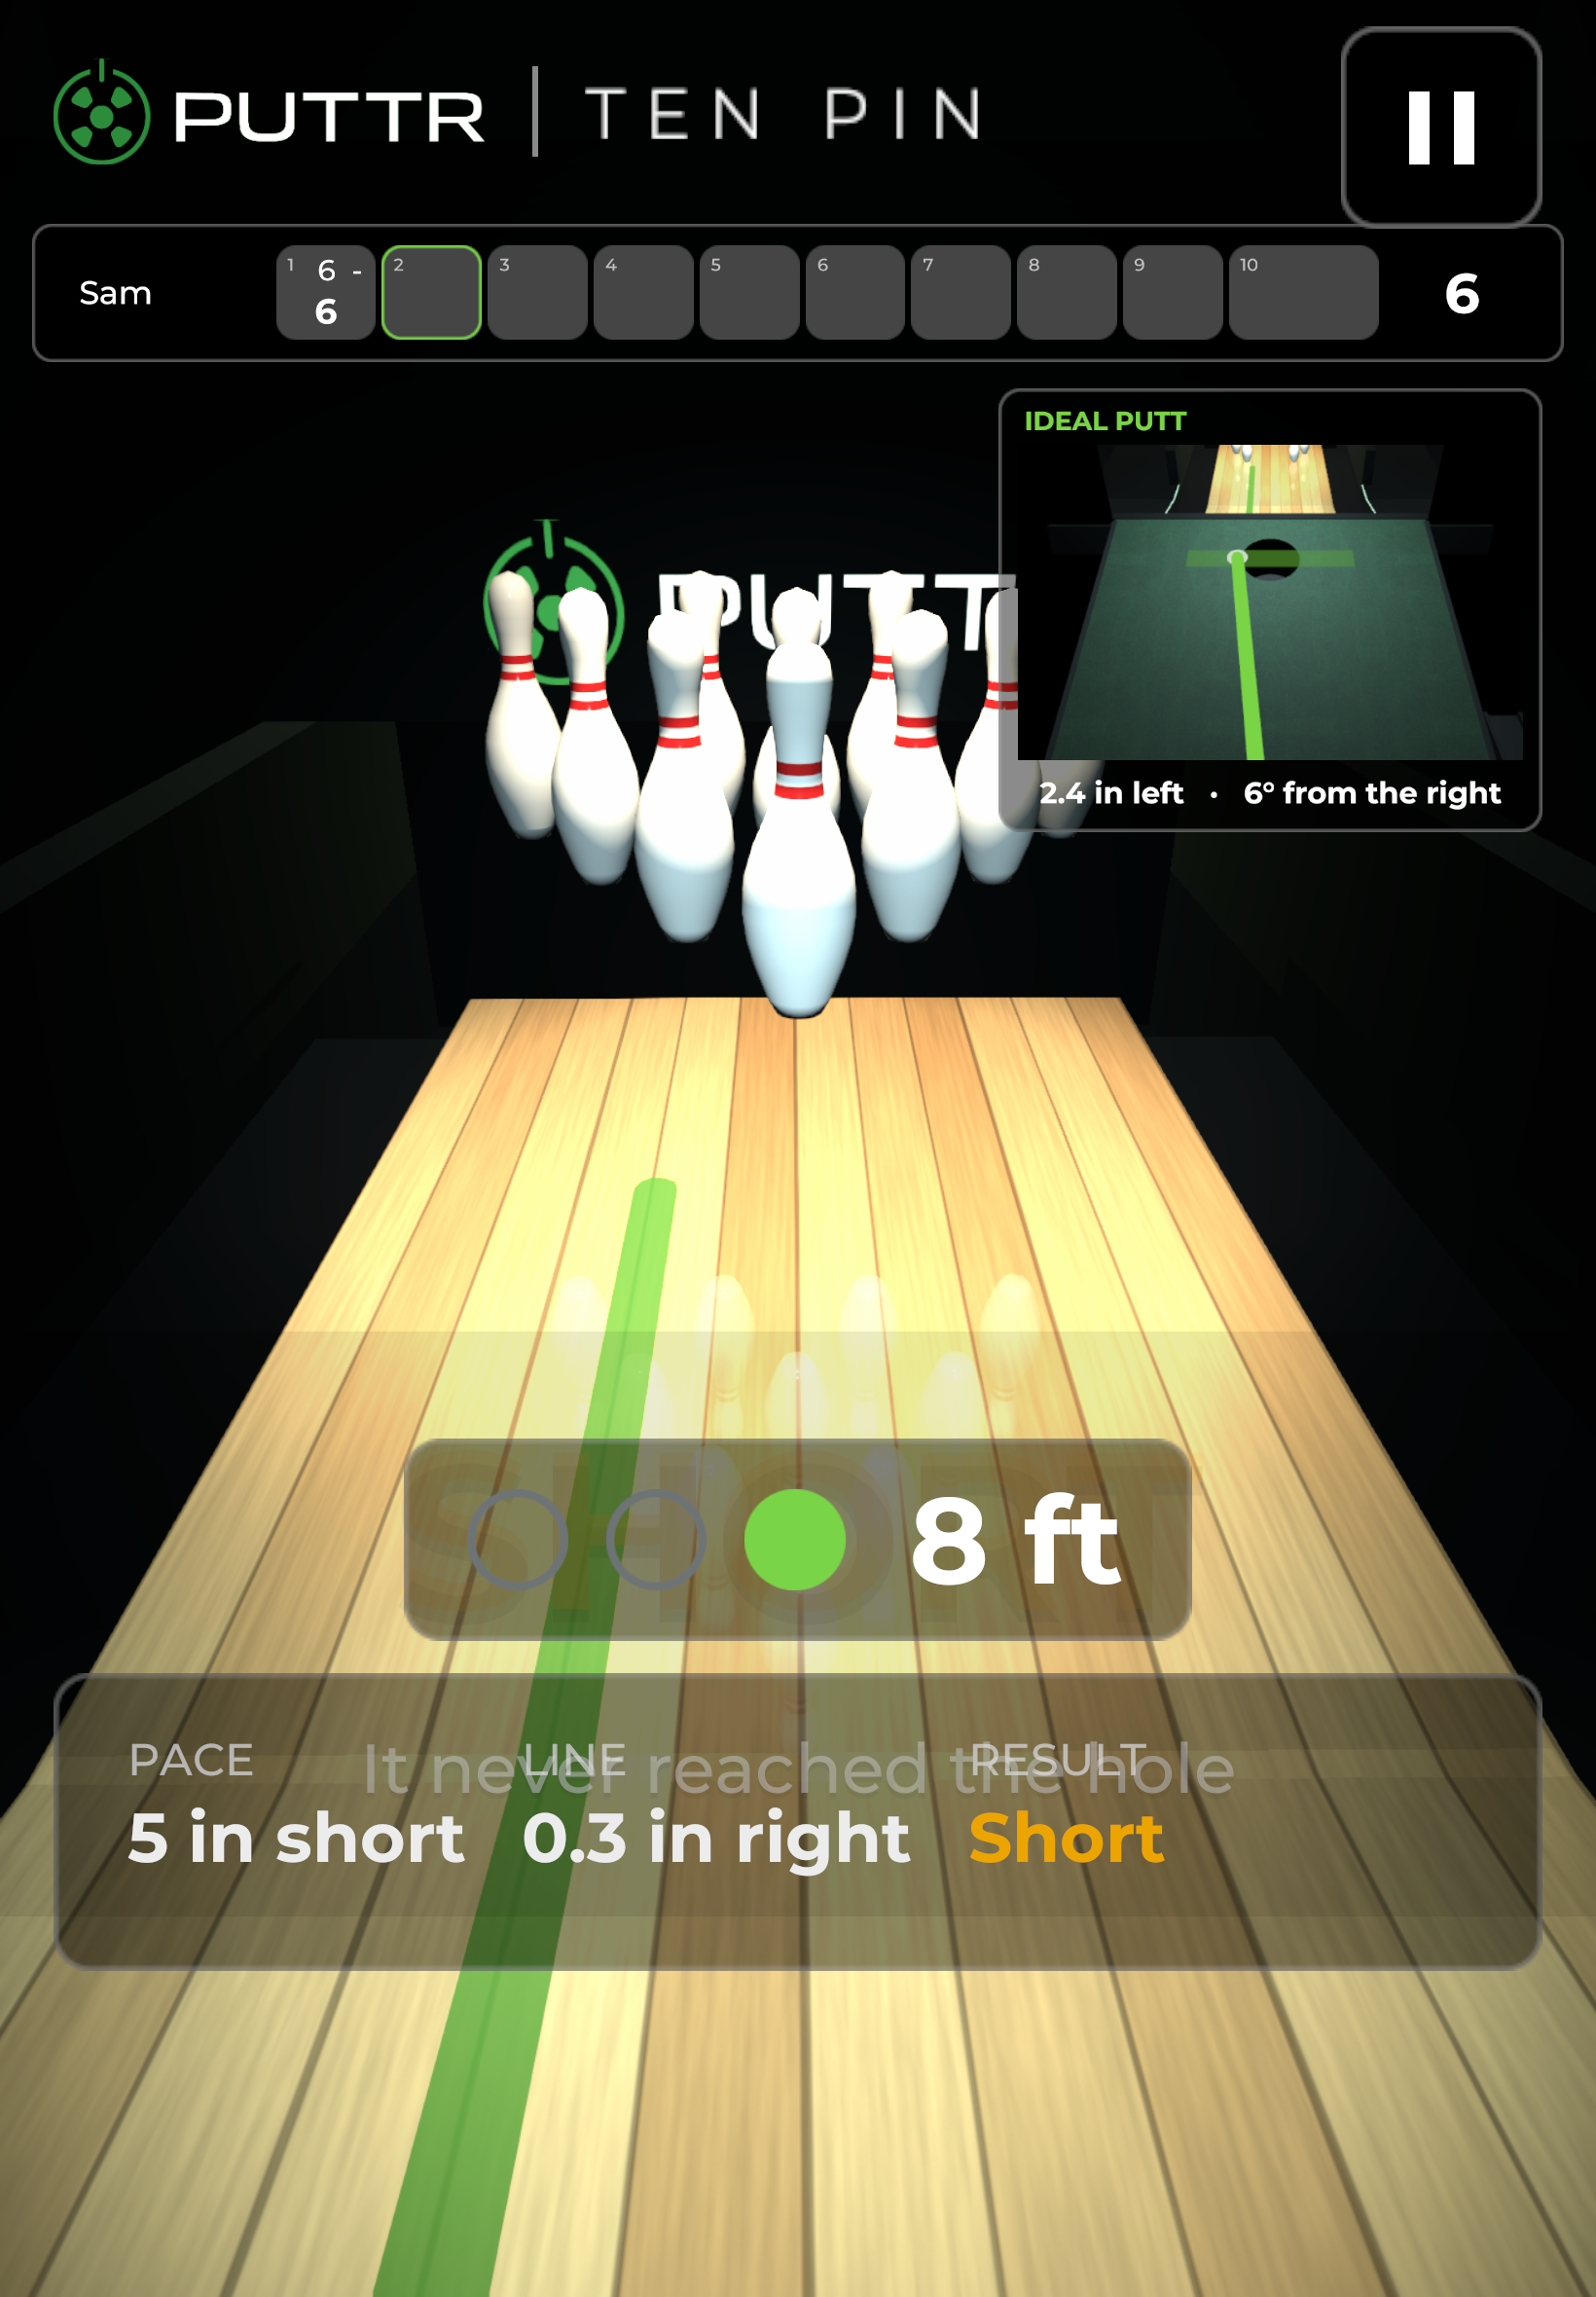 PUTTR | TEN PIN
Sam
1 6 -
6
2
3
4
5
6
7
8
9
10
6
IDEAL PUTT
PUTT
2.4 in left · 6° from the right
SHORT
8 ft
It never reached the hole
PACE LINE RESULT
5 in short 0.3 in right Short